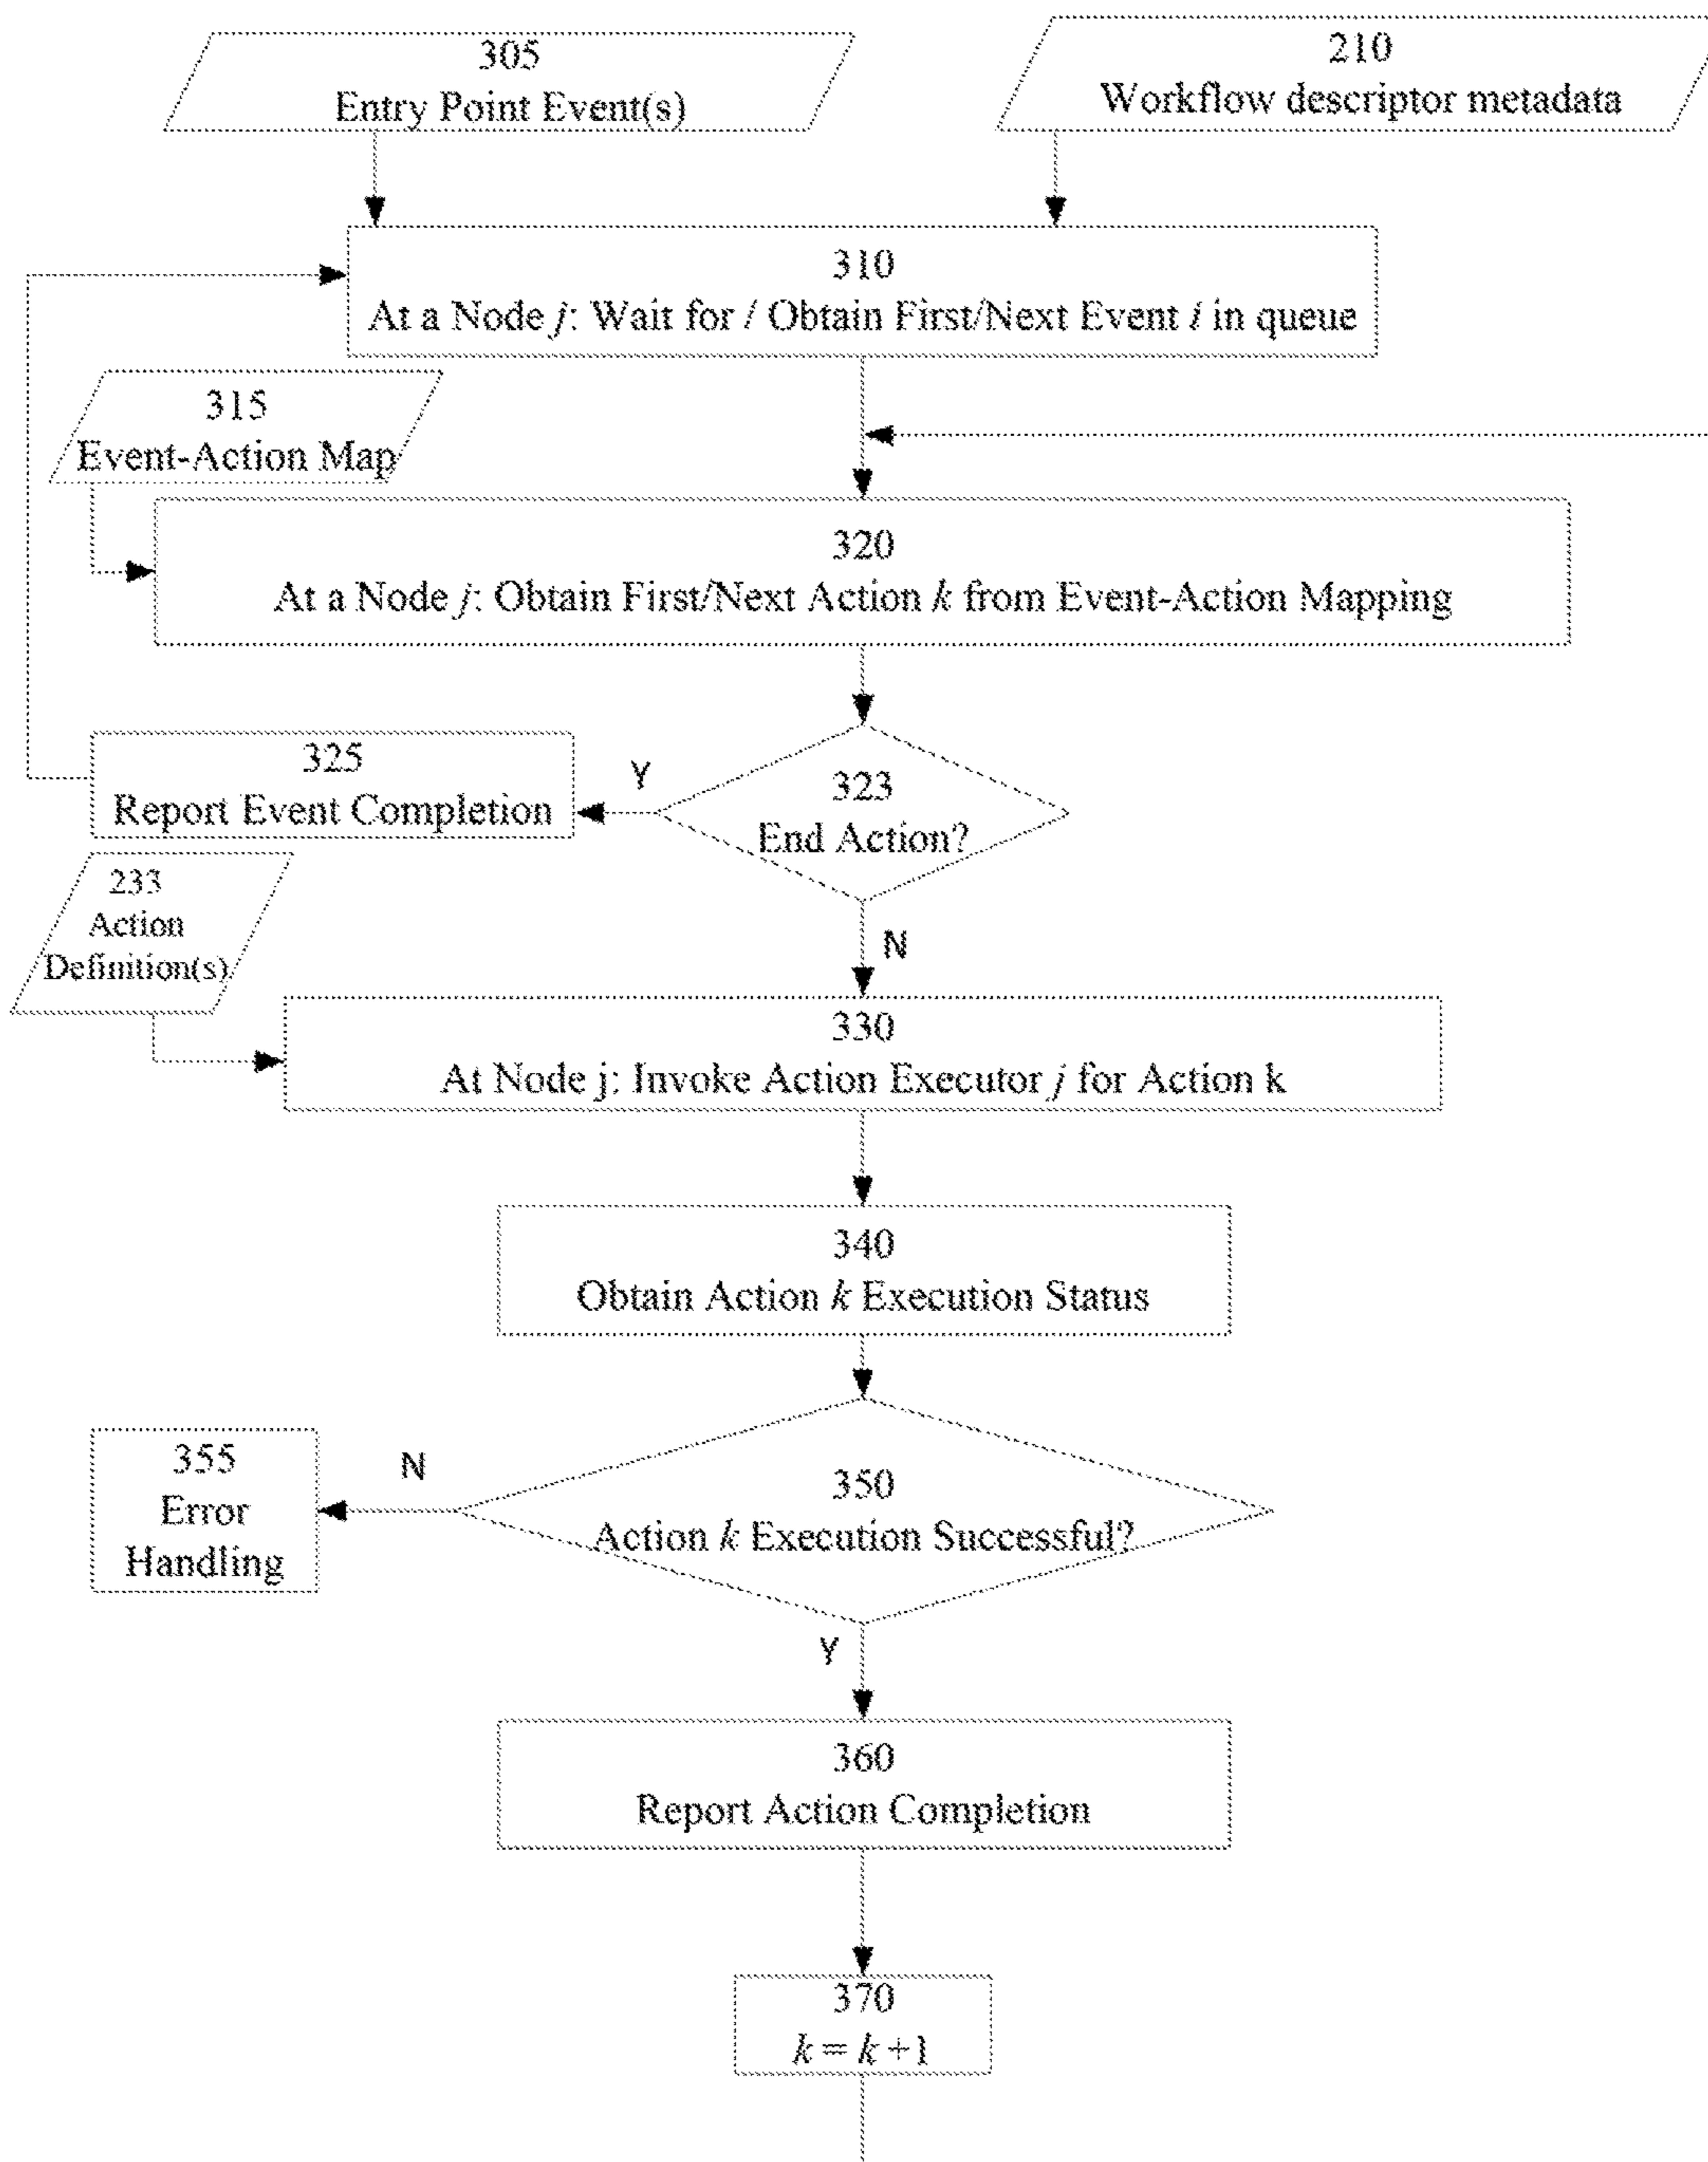 305
Entry Point Event(s)
210
Workflow descriptor metadata
310
At a Node j: Wait for / Obtain First/Next Event i in queue
315
Event-Action Map
320
At a Node j: Obtain First/Next Action k from Event-Action Mapping
325
Report Event Completion
Y
323
End Action?
233
Action
Definition(s)
N
330
At Node j: Invoke Action Executor j for Action k
340
Obtain Action k Execution Status
355
Error
Handling
N
350
Action k Execution Successful?
Y
360
Report Action Completion
370
k = k +1